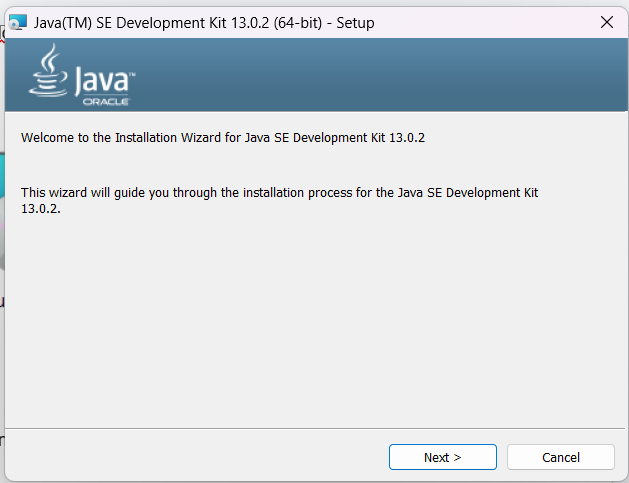 Java(TM) SE Development Kit 13.0.2 (64-bit) - Setup
Java™
ORACLE
Welcome to the Installation Wizard for Java SE Development Kit 13.0.2
This wizard will guide you through the installation process for the Java SE Development Kit
13.0.2.
Next >
Cancel